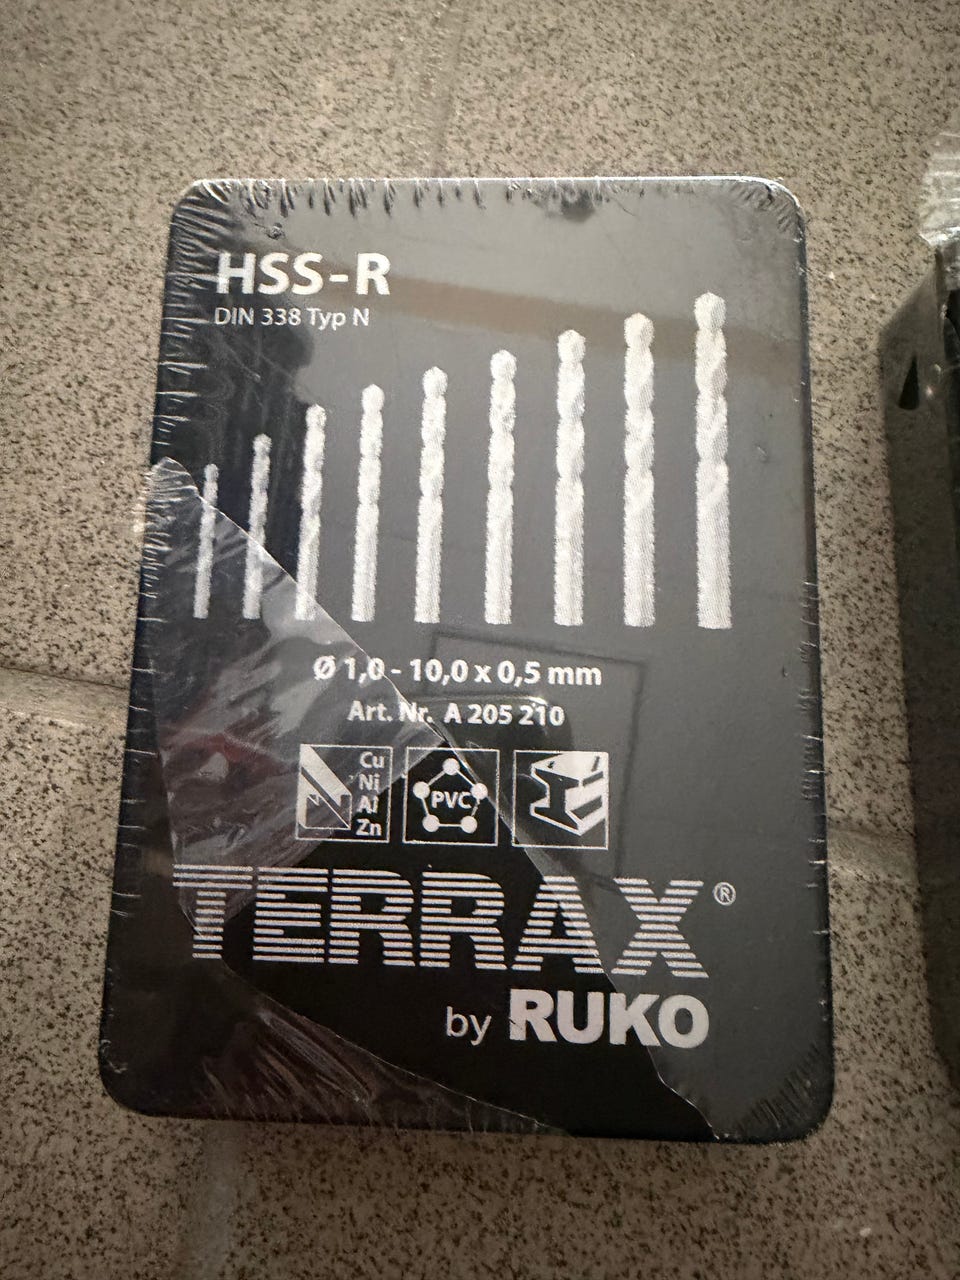 HSS-R
DIN 338 Typ N
Ø 1,0 - 10,0 x 0,5 mm
Art. Nr. A 205 210
Cu
Ni
Al
Zn
PVC
TERRAX®
by RUKO